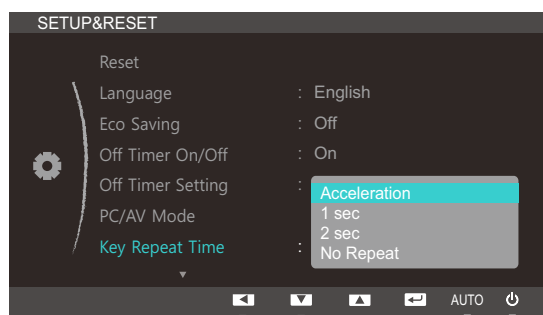 SETUP&RESET
Reset
Language : English
Eco Saving : Off
Off Timer On/Off : On
Off Timer Setting :
Acceleration
1 sec
PC/AV Mode
2 sec
Key Repeat Time :
No Repeat
AUTO